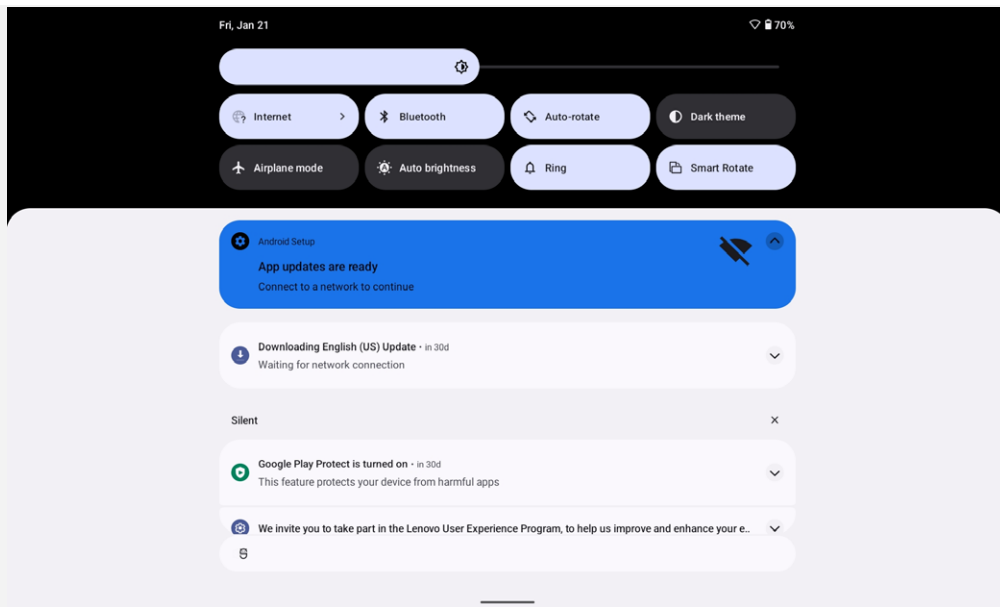 Fri, Jan 21
70%
Internet
Bluetooth
Auto-rotate
Dark theme
Airplane mode
Auto brightness
Ring
Smart Rotate
Android Setup
App updates are ready
Connect to a network to continue
Downloading English (US) Update • in 30d
Waiting for network connection
Silent
Google Play Protect is turned on • in 30d
This feature protects your device from harmful apps
We invite you to take part in the Lenovo User Experience Program, to help us improve and enhance your e..